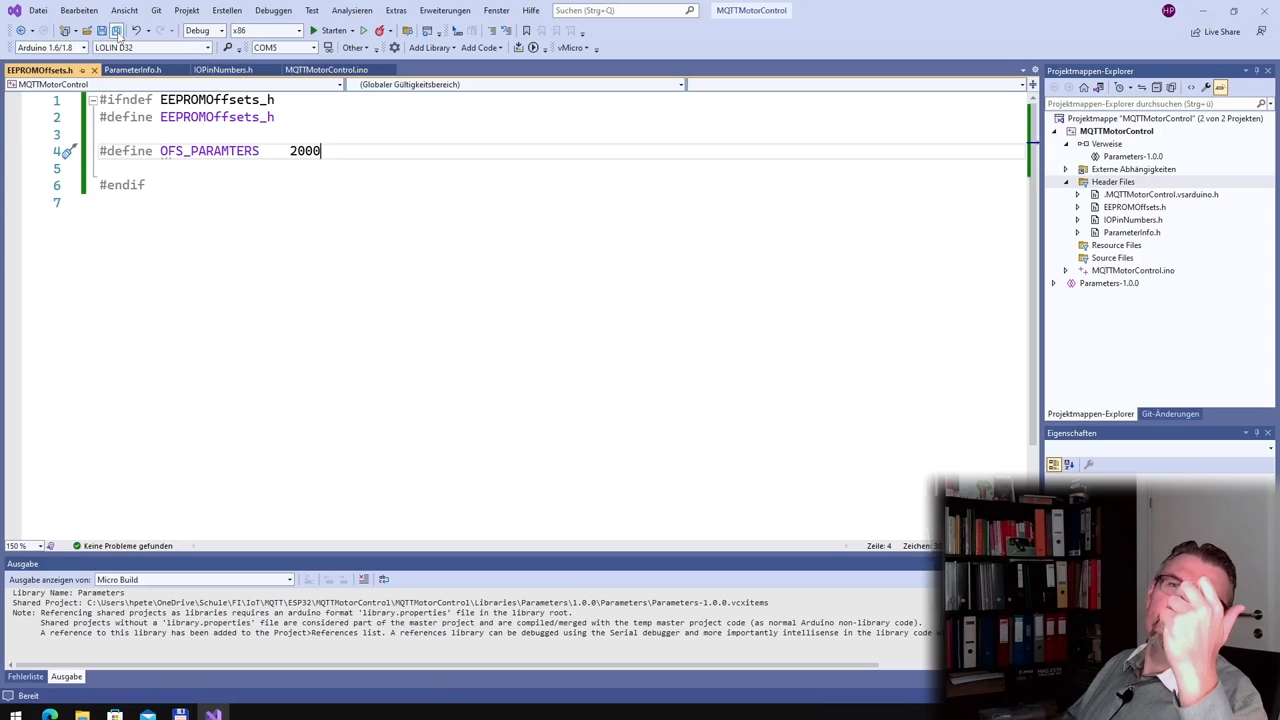 Datei Bearbeiten Ansicht Git Projekt Erstellen Debuggen Test Analysieren Extras Erweiterungen Fenster Hilfe Suchen (Strg+Q) MQTTMotorControl HP
Debug x86 Starten Live Share
Arduino 1.6/1.8 LOLIN D32 COM5 Other Add Library Add Code vMicro
EEPROMOffsets.h ParameterInfo.h IOPinNumbers.h MQTTMotorControl.ino
MQTTMotorControl (Globaler Gültigkeitsbereich)
1 #ifndef EEPROMOffsets_h
2 #define EEPROMOffsets_h
3
4 #define OFS_PARAMTERS 2000
5
6 #endif
7
Projektmappen-Explorer
Projektmappen-Explorer durchsuchen (Strg+ü)
Projektmappe "MQTTMotorControl" (2 von 2 Projekten)
MQTTMotorControl
Verweise
Parameters-1.0.0
Externe Abhängigkeiten
Header Files
.MQTTMotorControl.vsarduino.h
EEPROMOffsets.h
IOPinNumbers.h
ParameterInfo.h
Resource Files
Source Files
MQTTMotorControl.ino
Parameters-1.0.0
Projektmappen-Explorer Git-Änderungen
Eigenschaften
150 % Keine Probleme gefunden Zeile: 4 Zeichen: 30
Ausgabe
Ausgabe anzeigen von: Micro Build
Library Name: Parameters
Shared Project: C:\Users\hpete\OneDrive\Schule\FI\IoT\MQTT\ESP32\MQTTMotorControl\MQTTMotorControl\Libraries\Parameters\1.0.0\Parameters\Parameters-1.0.0.vcxitems
Note: Referencing shared projects as libraries requires an arduino format 'library.properties' file in the library root.
Shared projects without a 'library.properties' file are considered part of the master project and are compiled/merged with the temp master project code (as normal Arduino non-library code).
A reference to this library has been added to the Project>References list. A references library can be debugged using the Serial debugger and more importantly intellisense in the library code
Fehlerliste Ausgabe
Bereit